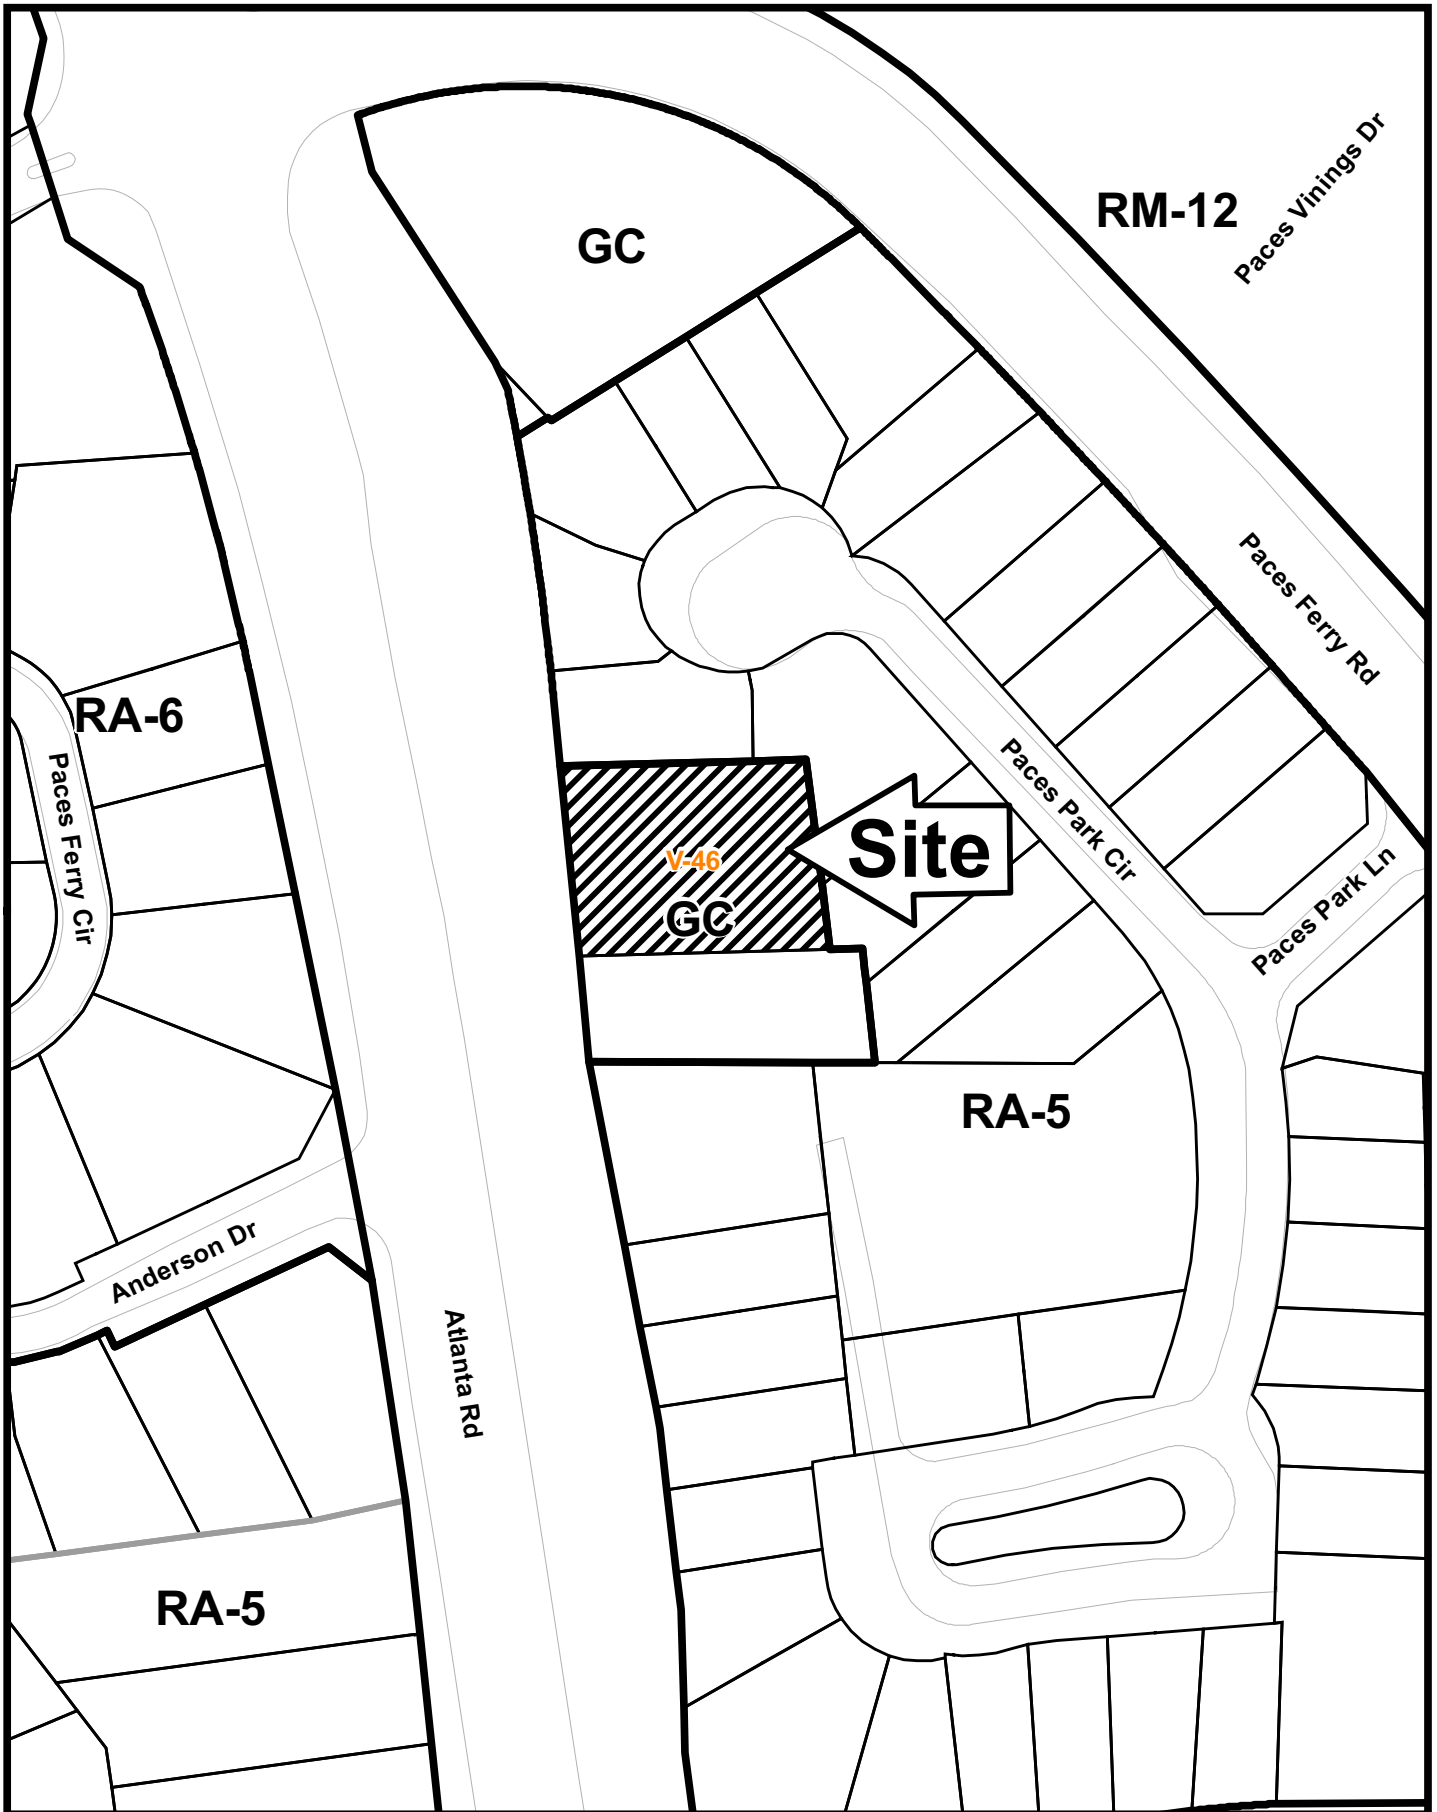 RM-12
Paces Vinings Dr
GC
Paces Ferry Rd
RA-6
Paces Ferry Cir
Paces Park Cir
Site
V-46
GC
Paces Park Ln
RA-5
Anderson Dr
Atlanta Rd
RA-5